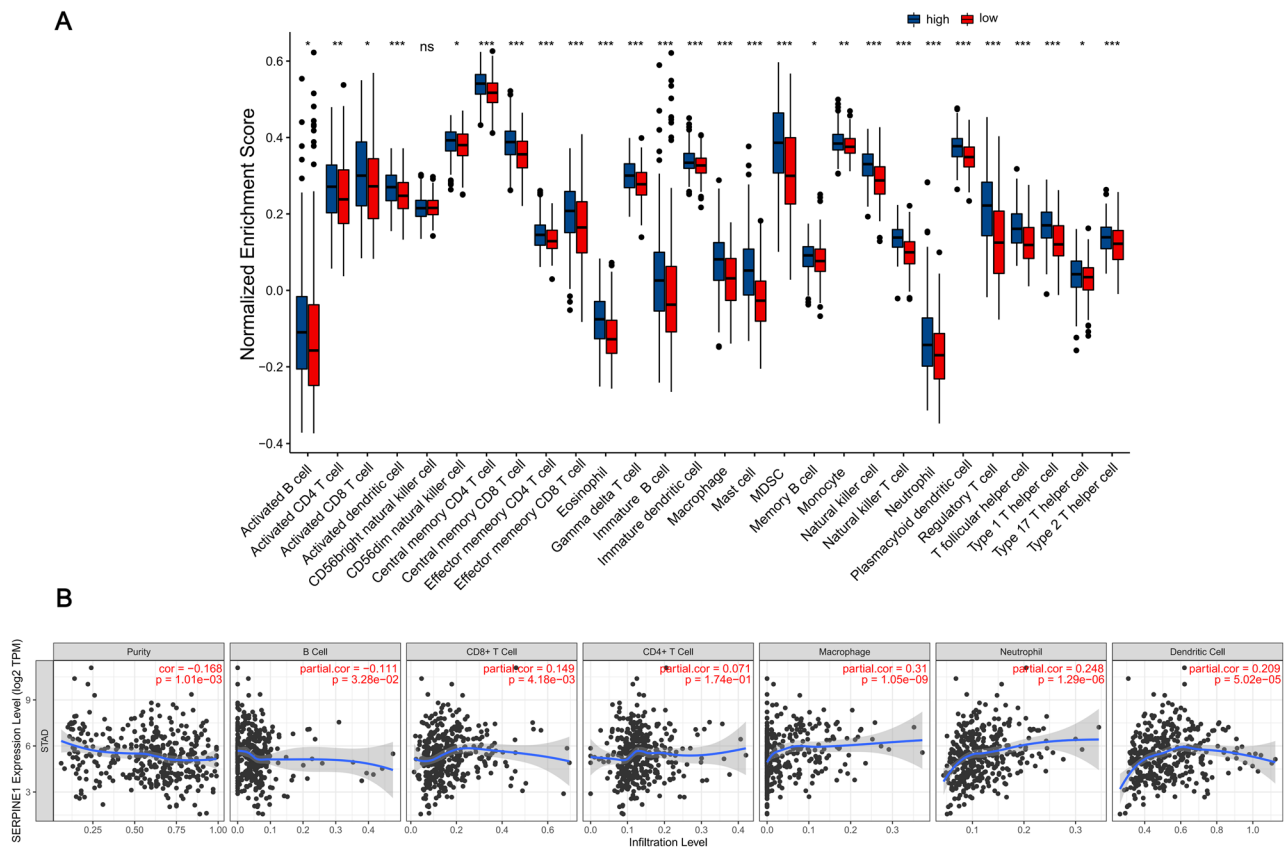 A
high low
Normalized Enrichment Score
* ** * *** ns * *** *** *** *** *** *** *** *** *** *** *** * ** *** *** *** *** *** *** *** * ***
0.6
0.4
0.2
0.0
−0.2
−0.4
Activated B cell
Activated CD4 T cell
Activated CD8 T cell
Activated dendritic cell
CD56bright natural killer cell
CD56dim natural killer cell
Central memory CD4 T cell
Central memory CD8 T cell
Effector memeory CD4 T cell
Effector memeory CD8 T cell
Eosinophil
Gamma delta T cell
Immature B cell
Immature dendritic cell
Macrophage
Mast cell
MDSC
Memory B cell
Monocyte
Natural killer cell
Natural killer T cell
Neutrophil
Plasmacytoid dendritic cell
Regulatory T cell
T follicular helper cell
Type 1 T helper cell
Type 17 T helper cell
Type 2 T helper cell
B
SERPINE1 Expression Level (log2 TPM)
STAD
9
6
3
Purity
cor = −0.168
p = 1.01e−03
0.25 0.50 0.75 1.00
B Cell
partial.cor = −0.111
p = 3.28e−02
0.0 0.1 0.2 0.3 0.4 0.5
CD8+ T Cell
partial.cor = 0.149
p = 4.18e−03
0.0 0.2 0.4 0.6
CD4+ T Cell
partial.cor = 0.071
p = 1.74e−01
0.0 0.1 0.2 0.3 0.4
Macrophage
partial.cor = 0.31
p = 1.05e−09
0.0 0.1 0.2 0.3
Neutrophil
partial.cor = 0.248
p = 1.29e−06
0.1 0.2 0.3
Dendritic Cell
partial.cor = 0.209
p = 5.02e−05
0.4 0.6 0.8 1.0
Infiltration Level